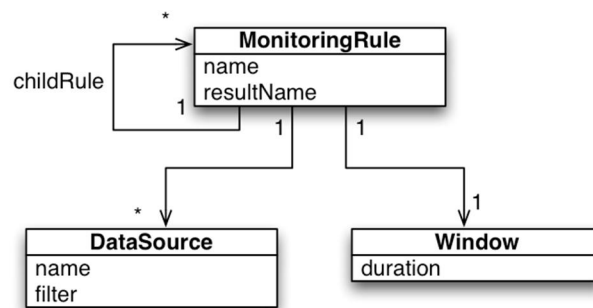 *
MonitoringRule
childRule
name
resultName
1
1
1
*
1
DataSource
Window
name
duration
filter